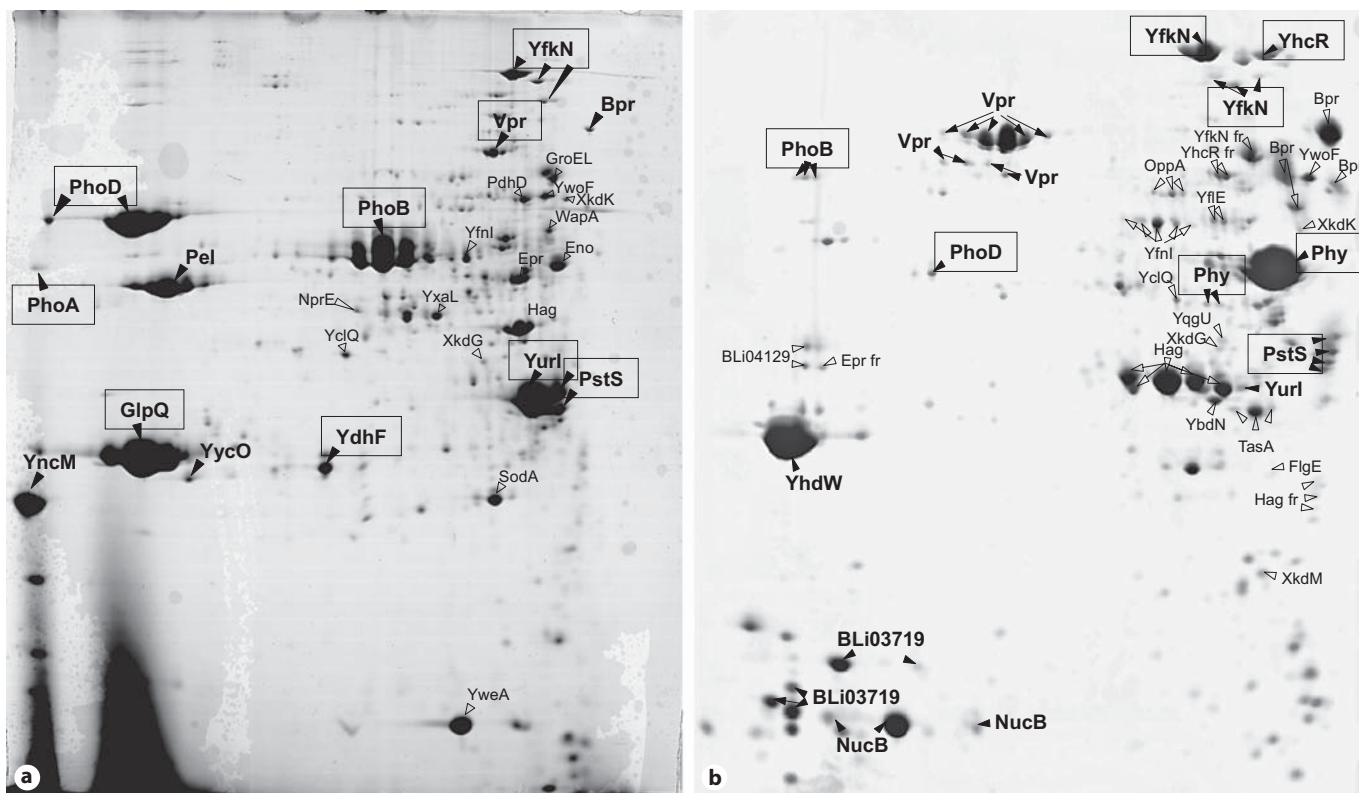 YfkN
Bpr
Vpr
GroEL
PdhD
YwoF
XkdK
WapA
PhoD
PhoB
YfnI
Eno
Epr
Pel
PhoA
NprE
YxaL
Hag
YclQ
XkdG
YurI
PstS
GlpQ
YdhF
YncM
YycO
SodA
YweA
a
YfkN
YhcR
YfkN
Vpr
Bpr
Vpr
Vpr
PhoB
YfkN fr
YhcR fr
Bpr
YwoF
OppA
YflE
XkdK
YfnI
PhoD
Phy
Phy
YclQ
YqgU
XkdG
Hag
PstS
BLi04129
Epr fr
YurI
YbdN
TasA
YhdW
FlgE
Hag fr
XkdM
BLi03719
BLi03719
NucB
NucB
b